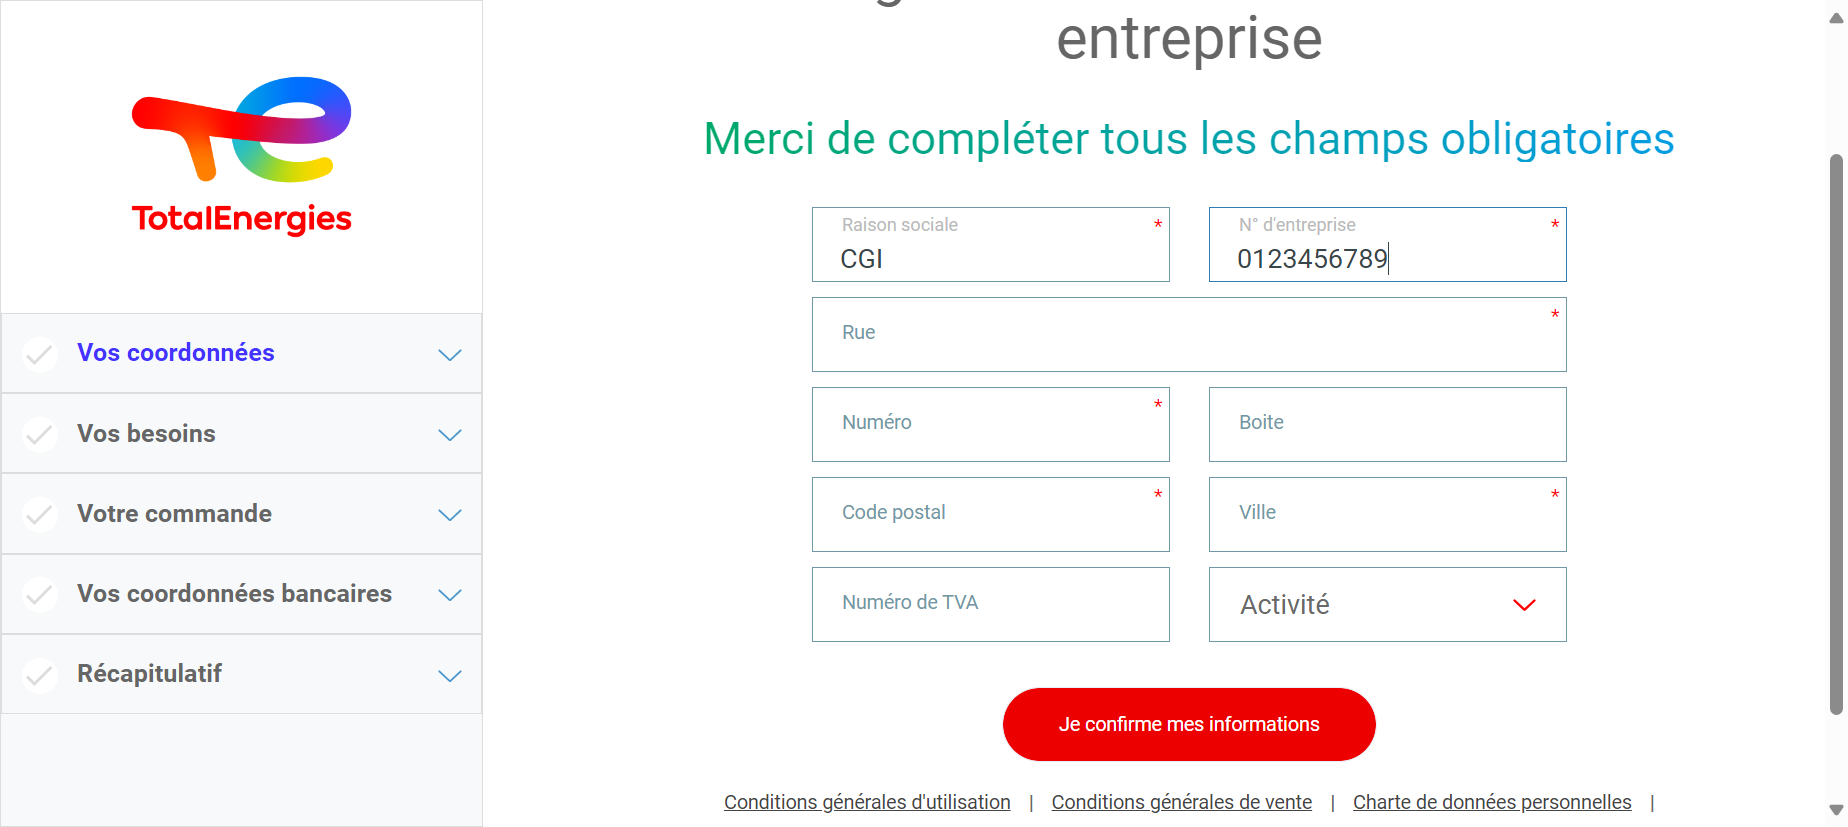 TotalEnergies
Vos coordonnées
Vos besoins
Votre commande
Vos coordonnées bancaires
Récapitulatif
entreprise
Merci de compléter tous les champs obligatoires
Raison sociale *
CGI
N° d'entreprise *
0123456789
Rue *
Numéro *
Boite
Code postal *
Ville *
Numéro de TVA
Activité
Je confirme mes informations
Conditions générales d'utilisation | Conditions générales de vente | Charte de données personnelles |